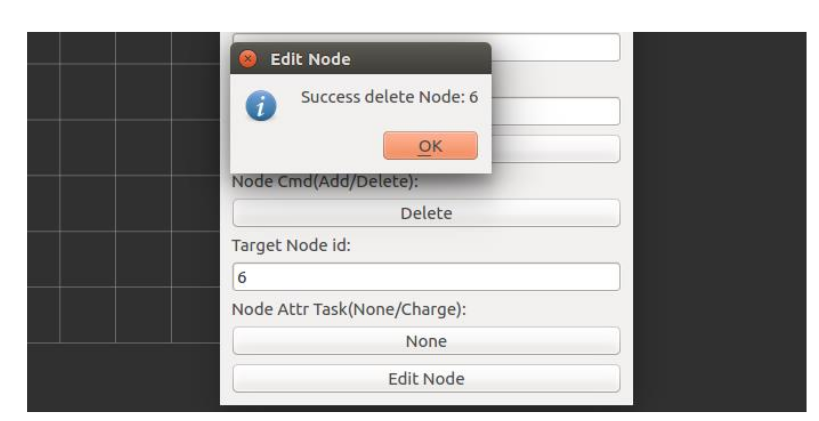 Edit Node
Success delete Node: 6
OK
Node Cmd(Add/Delete):
Delete
Target Node id:
6
Node Attr Task(None/Charge):
None
Edit Node